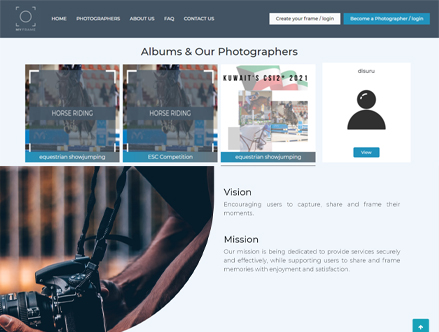 HOME
PHOTOGRAPHERS
ABOUT US
FAQ
CONTACT US
Create your frame / login
Become a Photographer / login
Albums & Our Photographers
HORSE RIDING
equestrian showjumping
HORSE RIDING
ESC Competition
KUWAIT'S CSI2* 2021
equestrian showjumping
disuru
View
Vision
Encouraging users to capture, share and frame their
moments.
Mission
Our mission is being dedicated to provide services securely
and effectively, while supporting users to share and frame
memories with enjoyment and satisfaction.